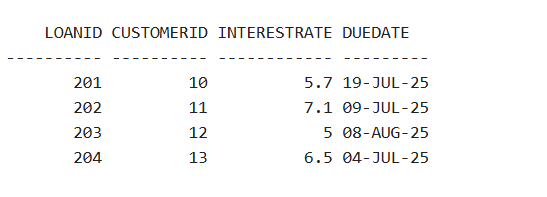 LOANID CUSTOMERID INTERESTRATE DUEDATE
---------- ---------- ------------ ---------
201 10 5.7 19-JUL-25
202 11 7.1 09-JUL-25
203 12 5 08-AUG-25
204 13 6.5 04-JUL-25